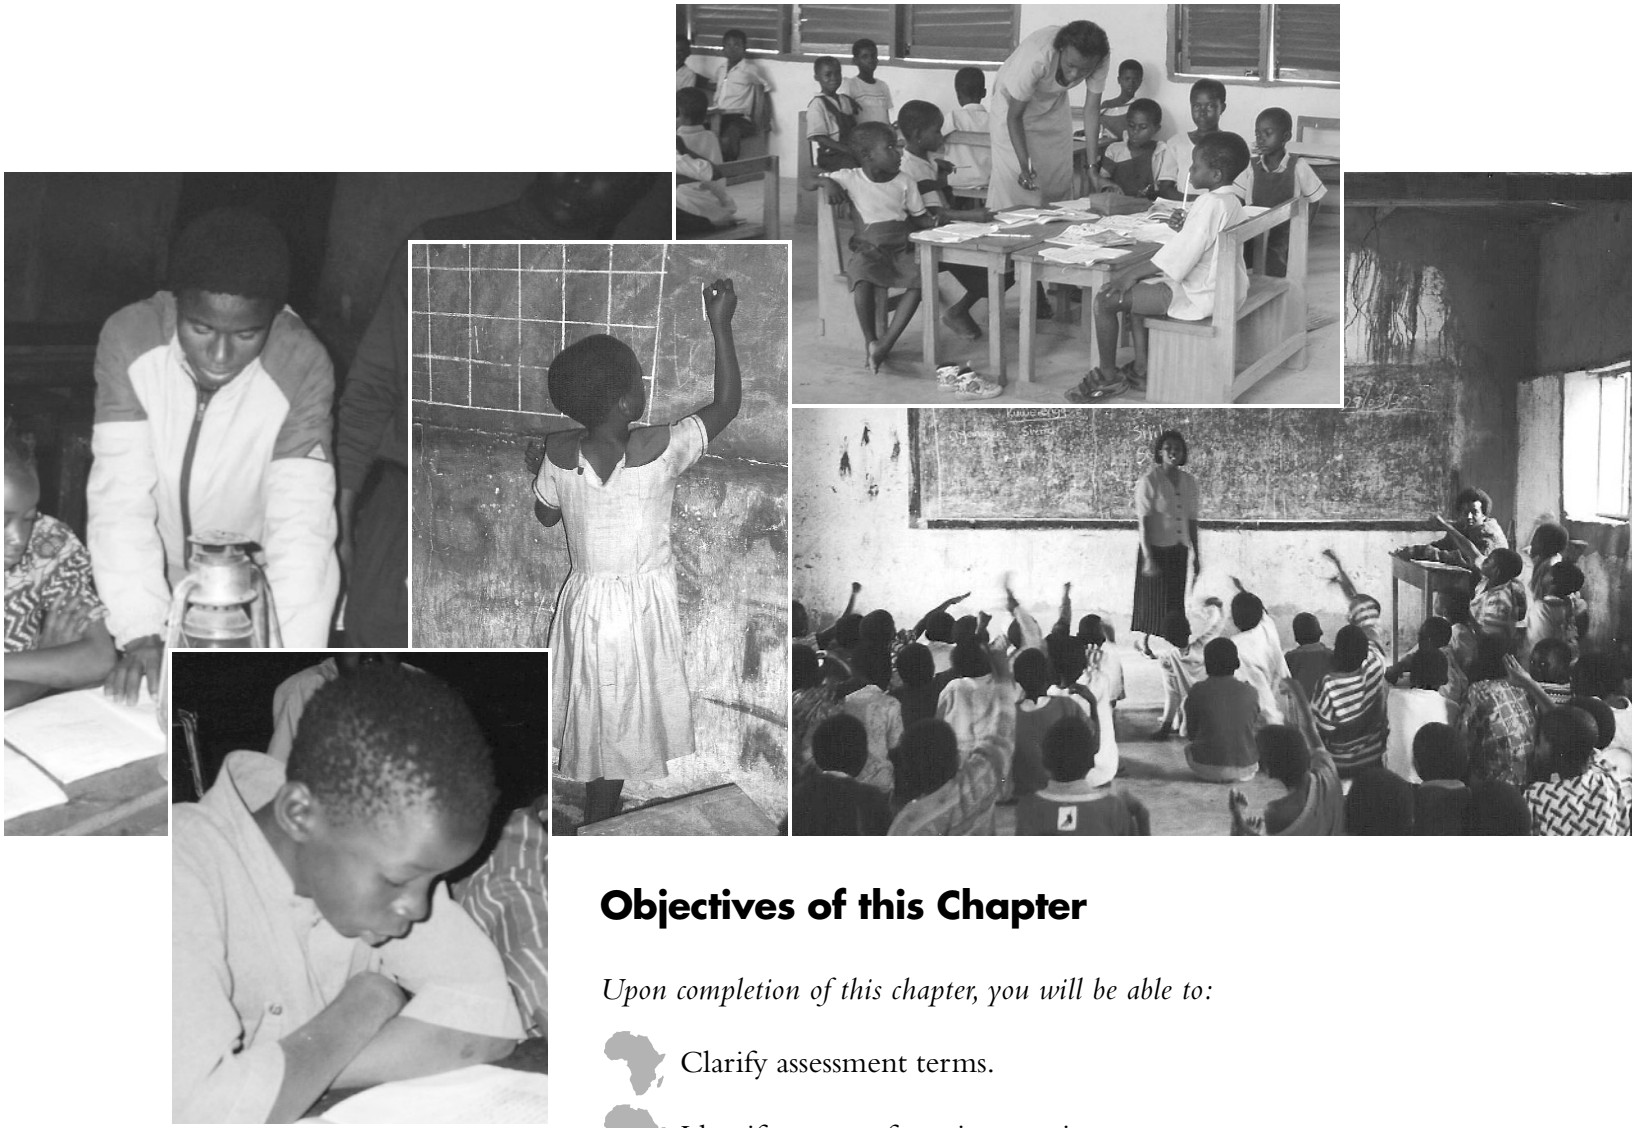 Objectives of this Chapter
Upon completion of this chapter, you will be able to:
Clarify assessment terms.